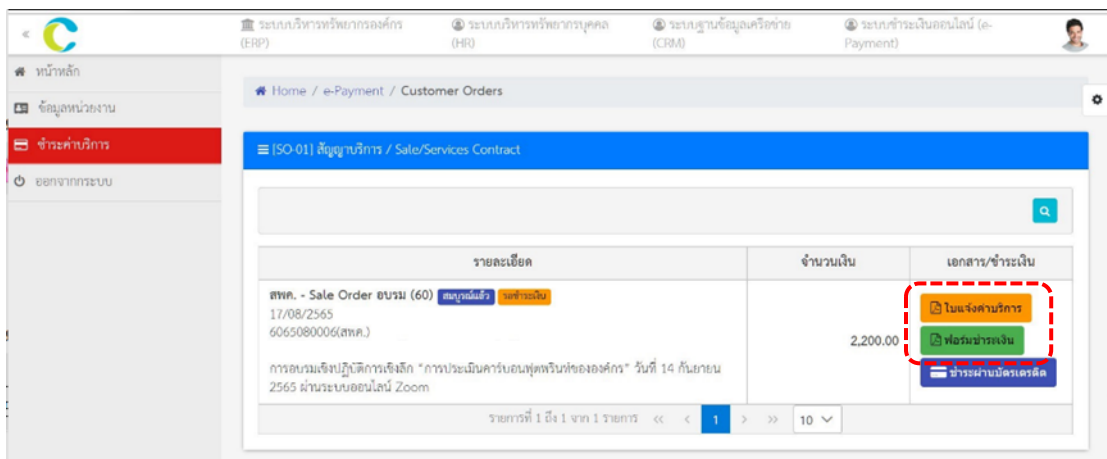 ระบบบริหารทรัพยากรองค์กร (ERP)
ระบบบริหารทรัพยากรบุคคล (HR)
ระบบฐานข้อมูลเครือข่าย (CRM)
ระบบชำระเงินออนไลน์ (e-Payment)
หน้าหลัก
ข้อมูลหน่วยงาน
ชำระค่าบริการ
ออกจากระบบ
Home / e-Payment / Customer Orders
[SO-01] สัญญาบริการ / Sale/Services Contract
รายละเอียด จำนวนเงิน เอกสาร/ชำระเงิน
สพค. - Sale Order อบรม (60) สมบูรณ์แล้ว รอชำระเงิน
17/08/2565
6065080006(สพค.)
2,200.00
ใบแจ้งค่าบริการ
ฟอร์มชำระเงิน
ชำระผ่านบัตรเครดิต
การอบรมเชิงปฏิบัติการเชิงลึก "การประเมินคาร์บอนฟุตพริ้นท์ขององค์กร" วันที่ 14 กันยายน
2565 ผ่านระบบออนไลน์ Zoom
รายการที่ 1 ถึง 1 จาก 1 รายการ << < 1 > >> 10